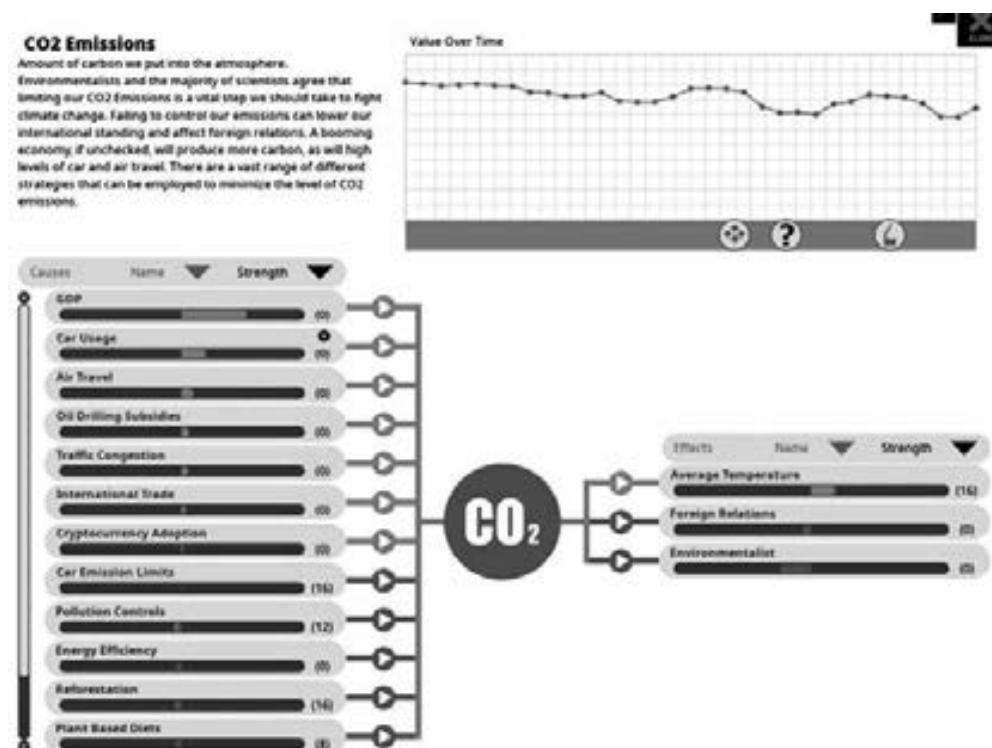 CO2 Emissions
Amount of carbon we put into the atmosphere.
Environmentalists and the majority of scientists agree that
limiting our CO2 Emissions is a vital step we should take to fight
climate change. Failing to control our emissions can lower our
international standing and affect foreign relations. A booming
economy, if unchecked, will produce more carbon, as will high
levels of car and air travel. There are a vast range of different
strategies that can be employed to minimize the level of CO2
emissions.
Value Over Time
?
Causes Name Strength
GDP
(0)
Car Usage
(0)
Air Travel
(0)
Oil Drilling Subsidies
(0)
Traffic Congestion
(0)
International Trade
(0)
Cryptocurrency Adoption
(0)
Car Emission Limits
(16)
Pollution Controls
(12)
Energy Efficiency
(0)
Reforestation
(16)
Plant Based Diets
(8)
CO2
Effects Name Strength
Average Temperature
(16)
Foreign Relations
(0)
Environmentalist
(0)